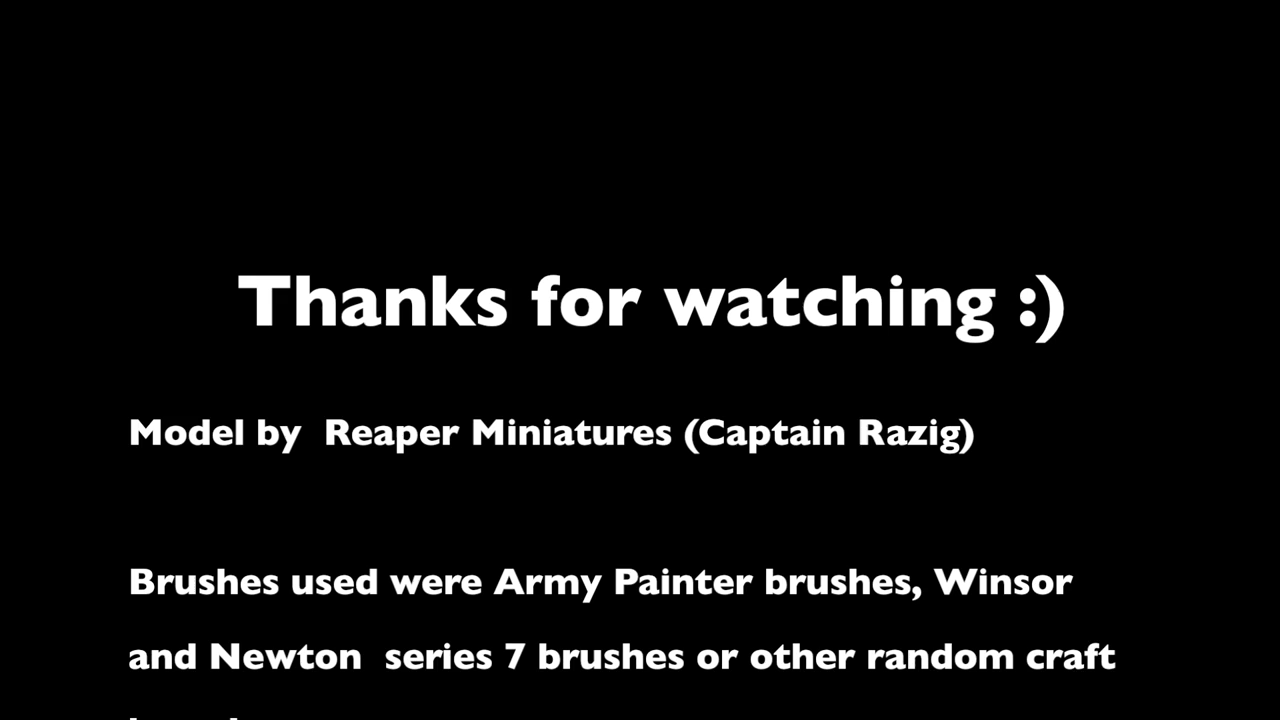 Thanks for watching :)
Model by  Reaper Miniatures (Captain Razig)
Brushes used were Army Painter brushes, Winsor
and Newton  series 7 brushes or other random craft